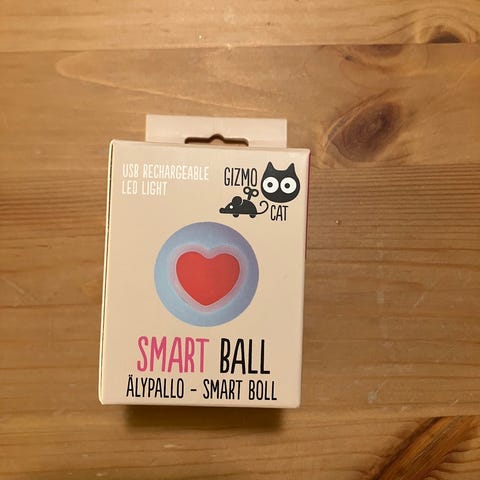 USB RECHARGEABLE
LED LIGHT
GIZMO
CAT
SMART BALL
ÄLYPALLO - SMART BOLL